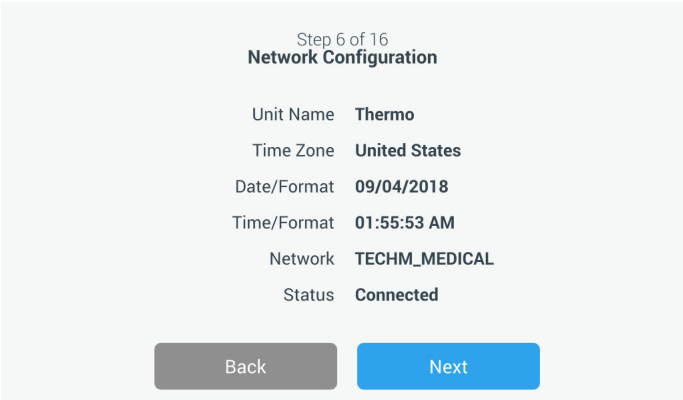 Step 6 of 16
Network Configuration
Unit Name Thermo
Time Zone United States
Date/Format 09/04/2018
Time/Format 01:55:53 AM
Network TECHM_MEDICAL
Status Connected
Back Next